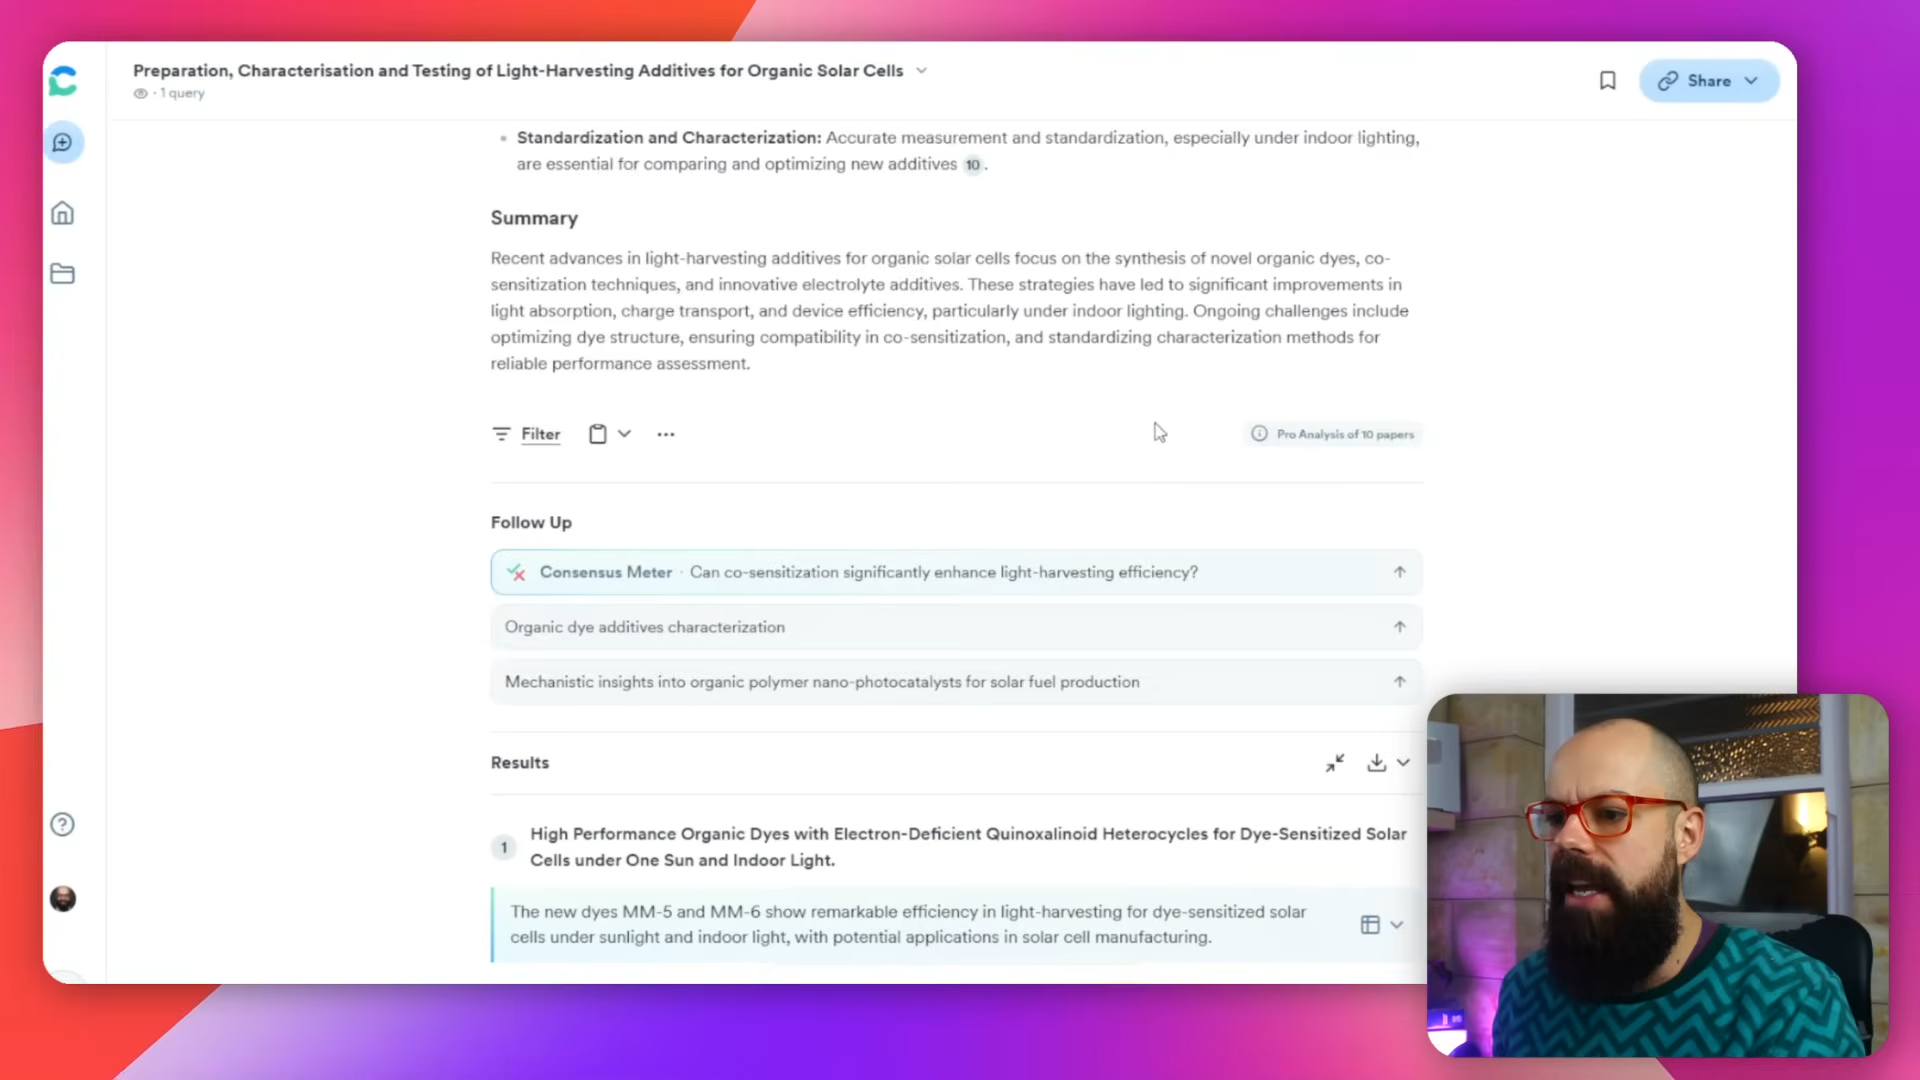 Preparation, Characterisation and Testing of Light-Harvesting Additives for Organic Solar Cells
· 1 query
Share
Standardization and Characterization: Accurate measurement and standardization, especially under indoor lighting,
are essential for comparing and optimizing new additives 10 .
Summary
Recent advances in light-harvesting additives for organic solar cells focus on the synthesis of novel organic dyes, co-
sensitization techniques, and innovative electrolyte additives. These strategies have led to significant improvements in
light absorption, charge transport, and device efficiency, particularly under indoor lighting. Ongoing challenges include
optimizing dye structure, ensuring compatibility in co-sensitization, and standardizing characterization methods for
reliable performance assessment.
Filter
Pro Analysis of 10 papers
Follow Up
Consensus Meter · Can co-sensitization significantly enhance light-harvesting efficiency?
Organic dye additives characterization
Mechanistic insights into organic polymer nano-photocatalysts for solar fuel production
Results
1
High Performance Organic Dyes with Electron-Deficient Quinoxalinoid Heterocycles for Dye-Sensitized Solar
Cells under One Sun and Indoor Light.
The new dyes MM-5 and MM-6 show remarkable efficiency in light-harvesting for dye-sensitized solar
cells under sunlight and indoor light, with potential applications in solar cell manufacturing.